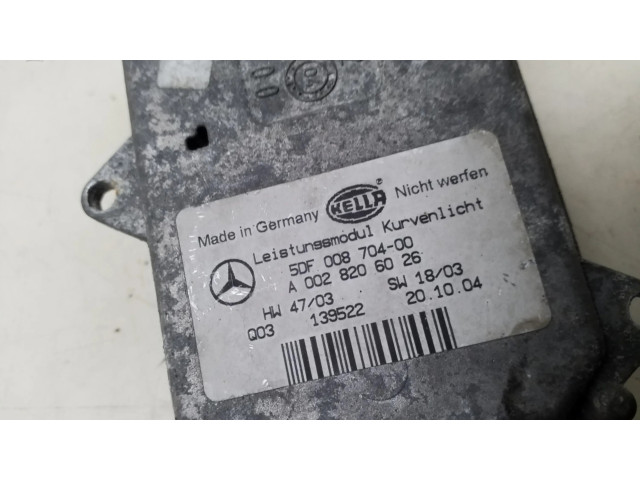 Made in Germany HELLA ® Nicht werfen
Leistungsmodul Kurvenlicht
5DF 008 704-00
A 002 820 60 26
HW 47/03 SW 18/03
Q03 139522 20.10.04